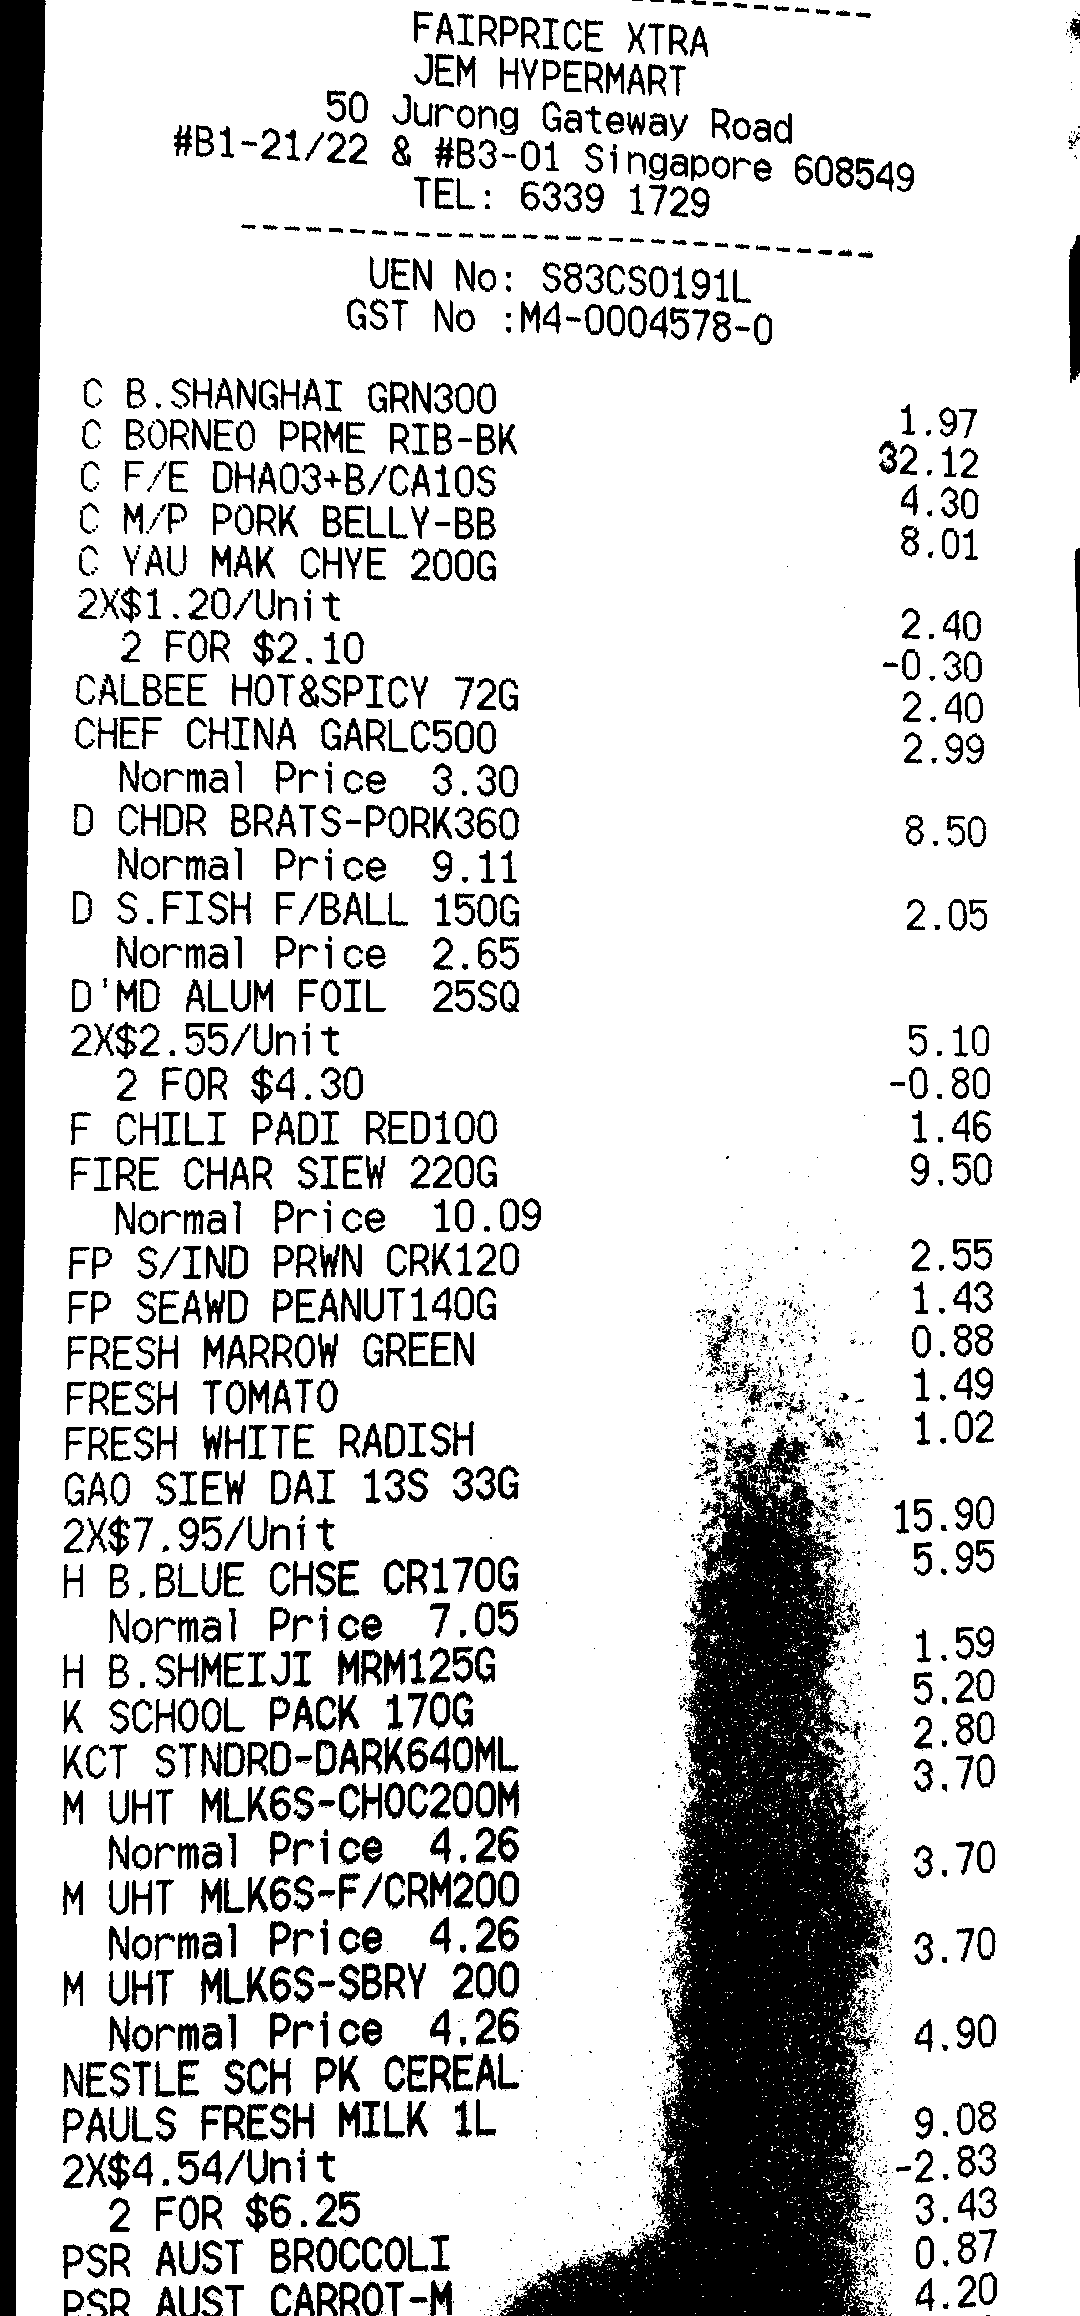 FAIRPRICE XTRA
JEM HYPERMART
50 Jurong Gateway Road
#B1-21/22 & #B3-01 Singapore 608549
TEL: 6339 1729
--------------------------------
UEN No: S83CS0191L
GST No :M4-0004578-0
C B.SHANGHAI GRN300 1.97
C BORNEO PRME RIB-BK 32.12
C F/E DHAO3+B/CA10S 4.30
C M/P PORK BELLY-BB 8.01
C YAU MAK CHYE 200G
2X$1.20/Unit 2.40
2 FOR $2.10 -0.30
CALBEE HOT&SPICY 72G 2.40
CHEF CHINA GARLC500 2.99
Normal Price 3.30
D CHDR BRATS-PORK360 8.50
Normal Price 9.11
D S.FISH F/BALL 150G 2.05
Normal Price 2.65
D'MD ALUM FOIL 25SQ
2X$2.55/Unit 5.10
2 FOR $4.30 -0.80
F CHILI PADI RED100 1.46
FIRE CHAR SIEW 220G 9.50
Normal Price 10.09
FP S/IND PRWN CRK120 2.55
FP SEAWD PEANUT140G 1.43
FRESH MARROW GREEN 0.88
FRESH TOMATO 1.49
FRESH WHITE RADISH 1.02
GAO SIEW DAI 13S 33G
2X$7.95/Unit 15.90
H B.BLUE CHSE CR170G 5.95
Normal Price 7.05
H B.SHMEIJI MRM125G 1.59
K SCHOOL PACK 170G 5.20
KCT STNDRD-DARK640ML 2.80
M UHT MLK6S-CHOC200M 3.70
Normal Price 4.26
M UHT MLK6S-F/CRM200 3.70
Normal Price 4.26
M UHT MLK6S-SBRY 200 3.70
Normal Price 4.26
NESTLE SCH PK CEREAL 4.90
PAULS FRESH MILK 1L
2X$4.54/Unit 9.08
2 FOR $6.25 -2.83
PSR AUST BROCCOLI 3.43
PSR AUST CARROT-M 0.87
4.20